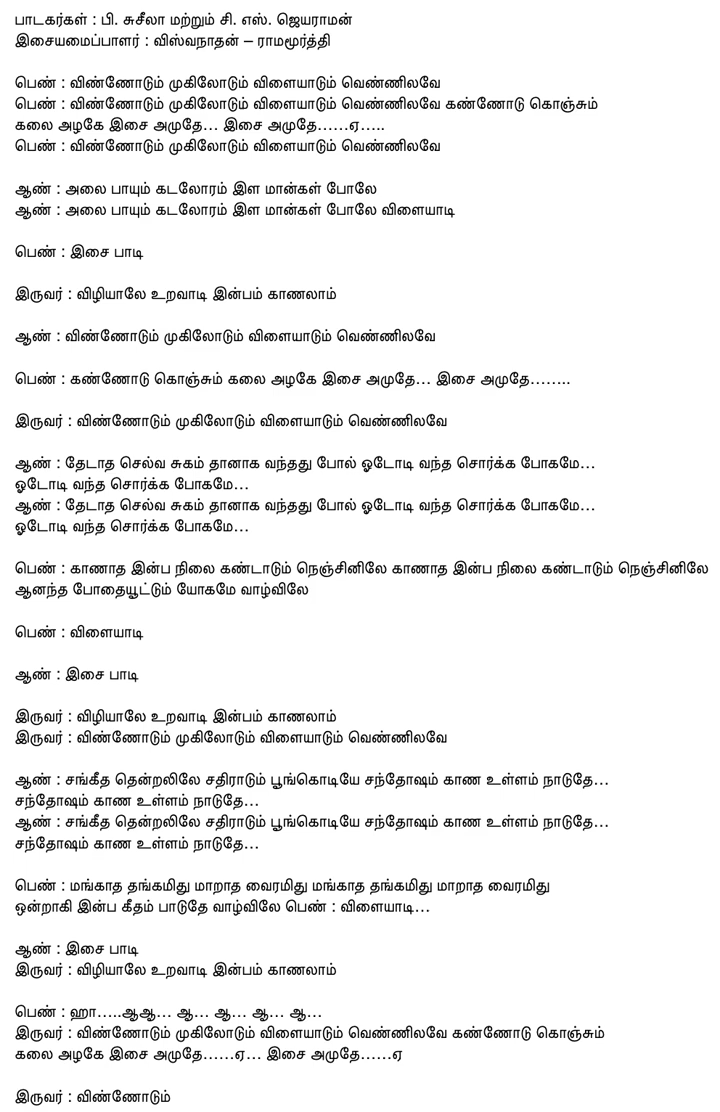 பாடகர்கள் : பி. சுசீலா மற்றும் சி. எஸ். ஜெயராமன்
இசையமைப்பாளர் : விஸ்வநாதன் – ராமமூர்த்தி
பெண் : விண்ணோடும் முகிலோடும் விளையாடும் வெண்ணிலவே
பெண் : விண்ணோடும் முகிலோடும் விளையாடும் வெண்ணிலவே கண்ணோடு கொஞ்சும்
கலை அழகே இசை அமுதே… இசை அமுதே……ஏ…..
பெண் : விண்ணோடும் முகிலோடும் விளையாடும் வெண்ணிலவே
ஆண் : அலை பாயும் கடலோரம் இள மான்கள் போலே
ஆண் : அலை பாயும் கடலோரம் இள மான்கள் போலே விளையாடி
பெண் : இசை பாடி
இருவர் : விழியாலே உறவாடி இன்பம் காணலாம்
ஆண் : விண்ணோடும் முகிலோடும் விளையாடும் வெண்ணிலவே
பெண் : கண்ணோடு கொஞ்சும் கலை அழகே இசை அமுதே… இசை அமுதே……..
இருவர் : விண்ணோடும் முகிலோடும் விளையாடும் வெண்ணிலவே
ஆண் : தேடாத செல்வ சுகம் தானாக வந்தது போல் ஓடோடி வந்த சொர்க்க போகமே…
ஓடோடி வந்த சொர்க்க போகமே…
ஆண் : தேடாத செல்வ சுகம் தானாக வந்தது போல் ஓடோடி வந்த சொர்க்க போகமே…
ஓடோடி வந்த சொர்க்க போகமே…
பெண் : காணாத இன்ப நிலை கண்டாடும் நெஞ்சினிலே காணாத இன்ப நிலை கண்டாடும் நெஞ்சினிலே
ஆனந்த போதையூட்டும் யோகமே வாழ்விலே
பெண் : விளையாடி
ஆண் : இசை பாடி
இருவர் : விழியாலே உறவாடி இன்பம் காணலாம்
இருவர் : விண்ணோடும் முகிலோடும் விளையாடும் வெண்ணிலவே
ஆண் : சங்கீத தென்றலிலே சதிராடும் பூங்கொடியே சந்தோஷம் காண உள்ளம் நாடுதே…
சந்தோஷம் காண உள்ளம் நாடுதே…
ஆண் : சங்கீத தென்றலிலே சதிராடும் பூங்கொடியே சந்தோஷம் காண உள்ளம் நாடுதே…
சந்தோஷம் காண உள்ளம் நாடுதே…
பெண் : மங்காத தங்கமிது மாறாத வைரமிது மங்காத தங்கமிது மாறாத வைரமிது
ஒன்றாகி இன்ப கீதம் பாடுதே வாழ்விலே பெண் : விளையாடி…
ஆண் : இசை பாடி
இருவர் : விழியாலே உறவாடி இன்பம் காணலாம்
பெண் : ஹா…..ஆஆ… ஆ… ஆ… ஆ… ஆ…
இருவர் : விண்ணோடும் முகிலோடும் விளையாடும் வெண்ணிலவே கண்ணோடு கொஞ்சும்
கலை அழகே இசை அமுதே……ஏ… இசை அமுதே……ஏ
இருவர் : விண்ணோடும்